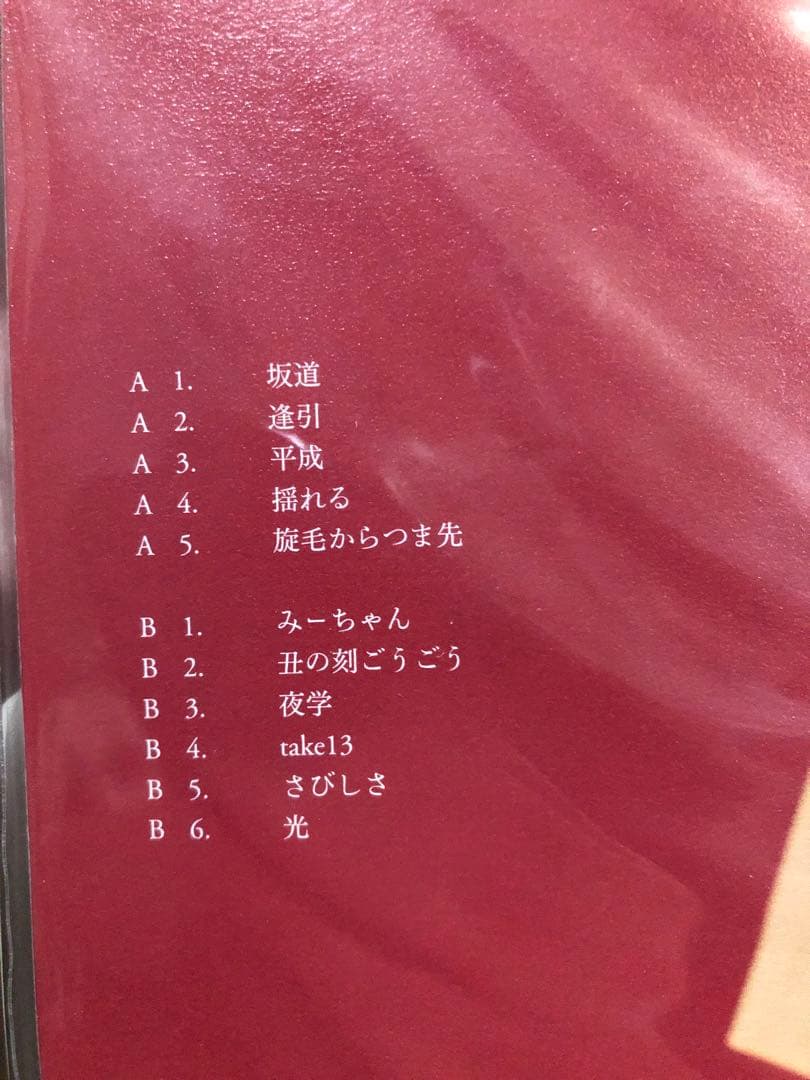 A 1. 坂道
A 2. 逢引
A 3. 平成
A 4. 揺れる
A 5. 旋毛からつま先
B 1. みーちゃん
B 2. 丑の刻ごうごう
B 3. 夜学
B 4. take13
B 5. さびしさ
B 6. 光